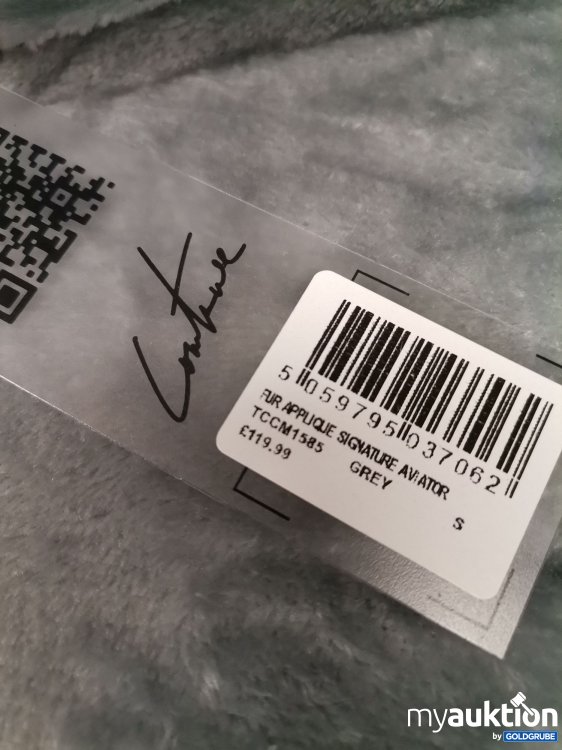 Couture
5 059795 037062
FUR APPLIQUE SIGNATURE AVIATOR
TCCM1585
GREY
£119.99
S
myauktion
by GOLDGRUBE